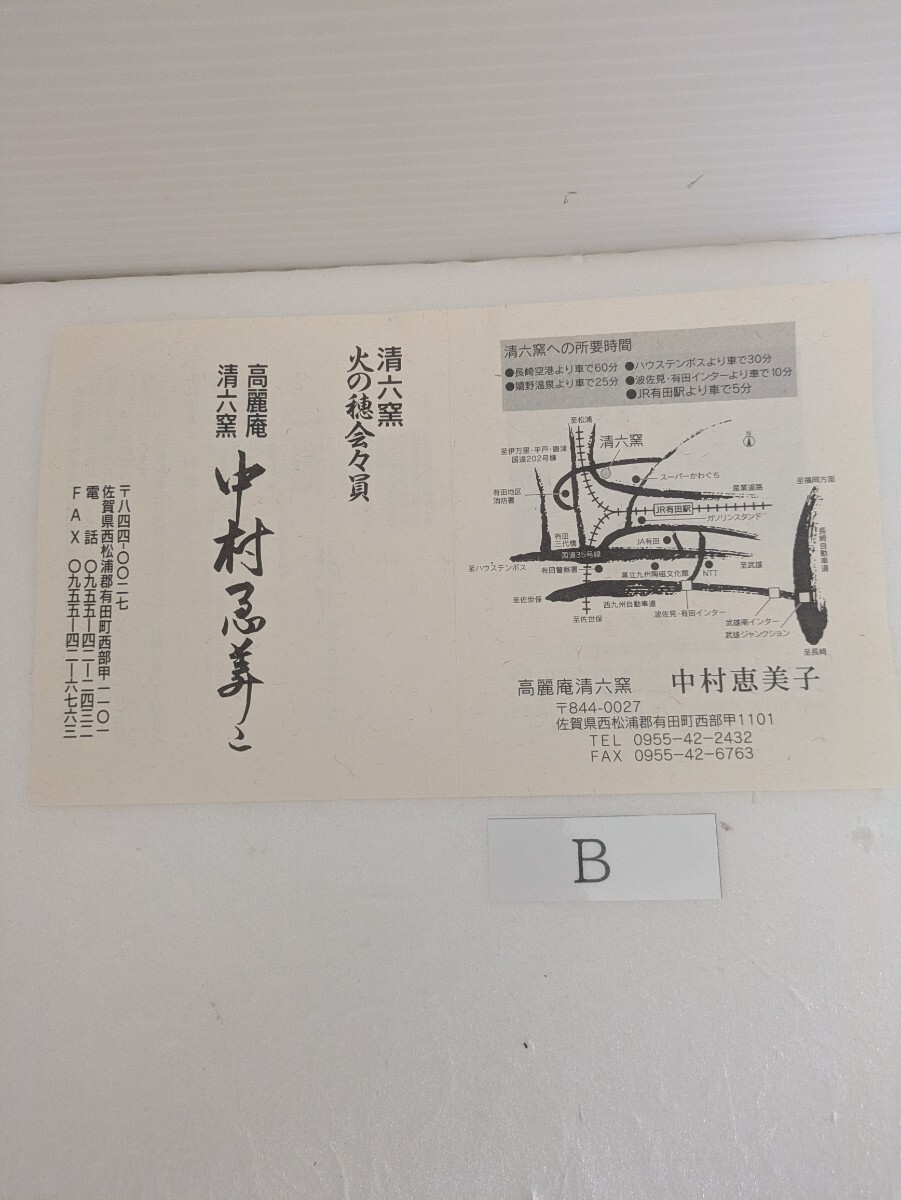 清六窯
火の穂会々員
高麗庵
清六窯
中村恵美子
〒八四四-〇〇二七
佐賀県西松浦郡有田町西部甲一一〇一
電話 〇九五五-四二-二四三二
FAX 〇九五五-四二-六七六三
清六窯への所要時間
●長崎空港より車で60分
●ハウステンボスより車で30分
●嬉野温泉より車で25分
●波佐見・有田インターより車で10分
●JR有田駅より車で5分
至松浦
清六窯
N
至伊万里・平戸・唐津
国道202号線
スーパーかわぐち
産業道路
至福岡方面
有田地区
消防署
JR有田駅
ガソリンスタンド
長崎自動車道
有田
三代橋
JA有田
国道35号線
至ハウステンボス
有田警察署
県立九州陶磁文化館
NTT
至武雄
至佐世保
西九州自動車道
波佐見・有田インター
武雄南インター
至佐世保
武雄ジャンクション
至長崎
高麗庵清六窯 中村恵美子
〒844-0027
佐賀県西松浦郡有田町西部甲1101
TEL 0955-42-2432
FAX 0955-42-6763
B